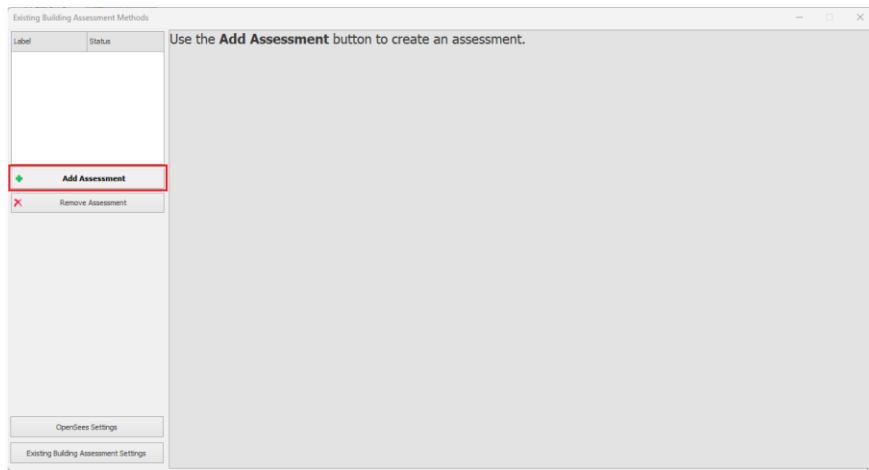 Existing Building Assessment Methods
Label Status
Use the Add Assessment button to create an assessment.
Add Assessment
Remove Assessment
OpenSees Settings
Existing Building Assessment Settings